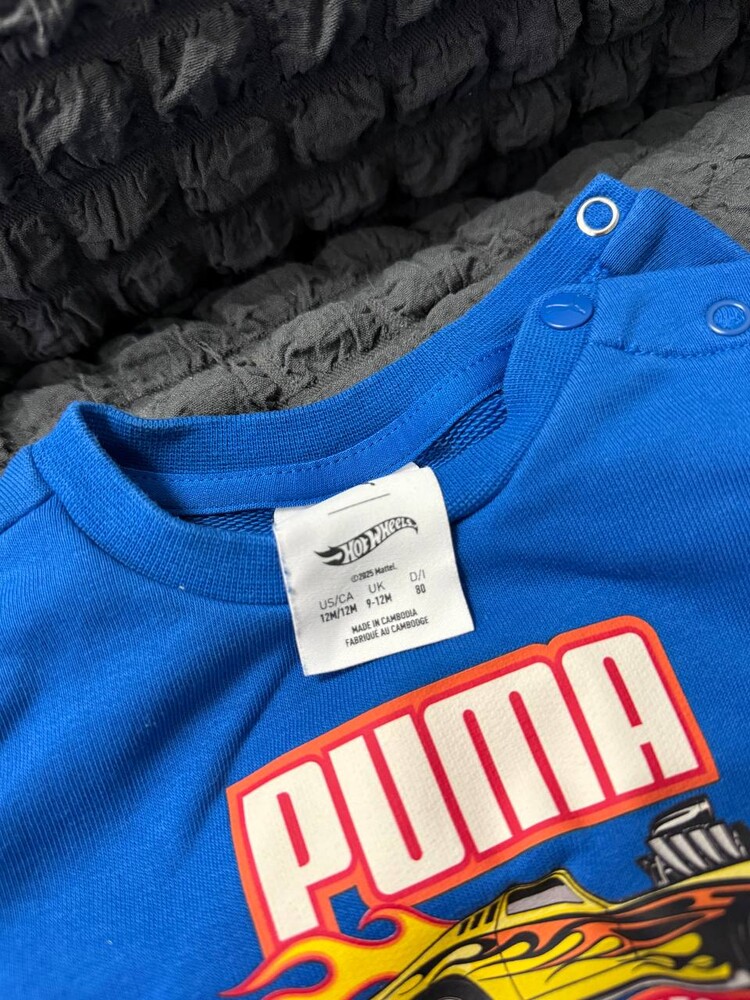 Hot Wheels
©2025 Mattel.
US/CA UK D/I
12M/12M 9-12M 80
MADE IN CAMBODIA
FABRIQUÉ AU CAMBODGE
PUMA